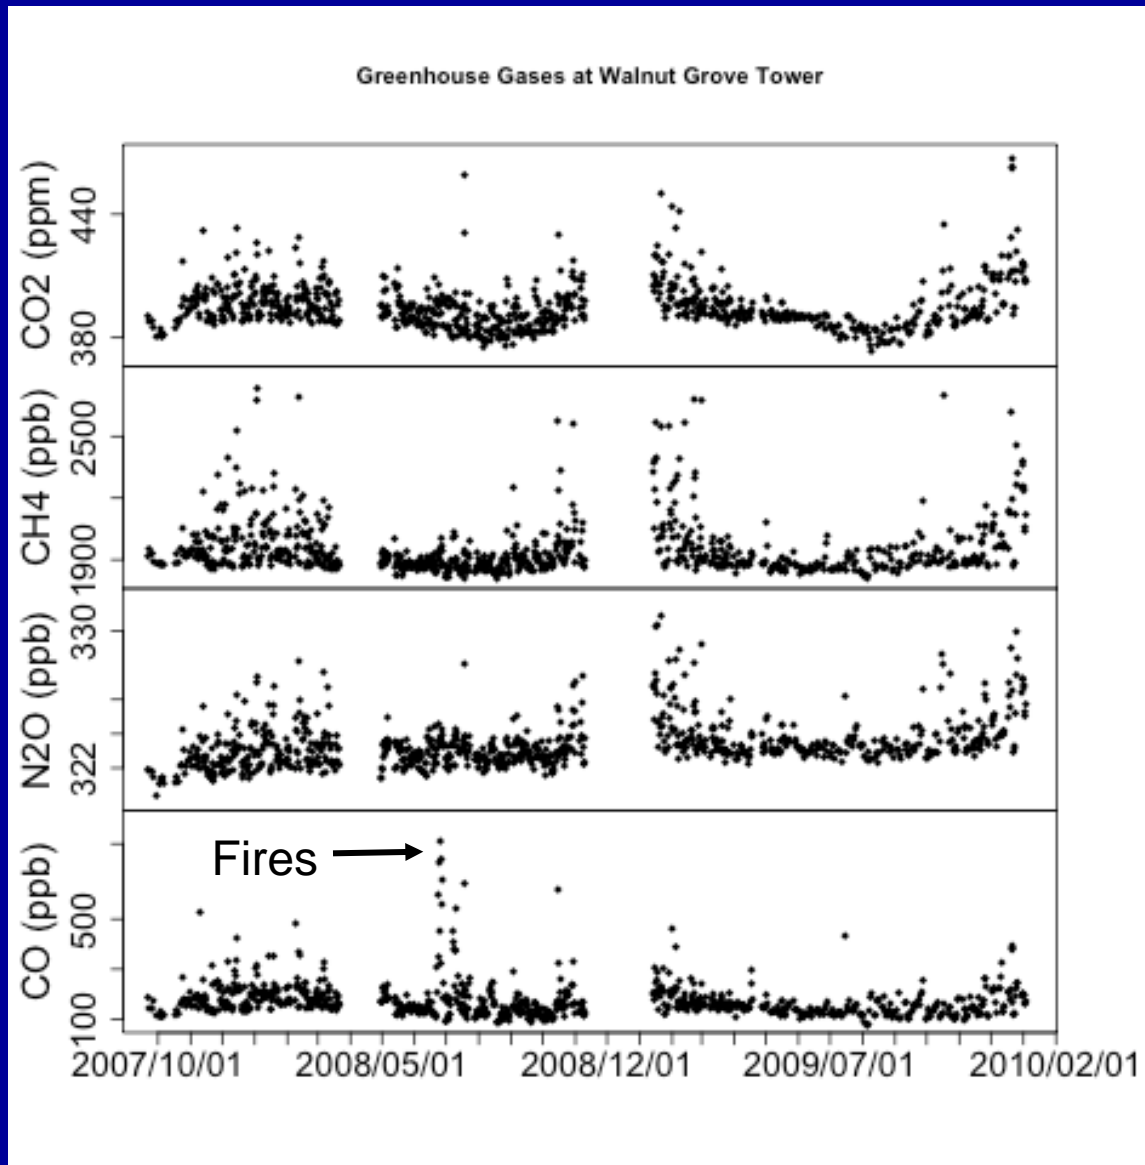 Greenhouse Gases at Walnut Grove Tower
CO2 (ppm)
440
380
CH4 (ppb)
2500
1900
N2O (ppb)
330
322
Fires
CO (ppb)
500
100
2007/10/01 2008/05/01 2008/12/01 2009/07/01 2010/02/01